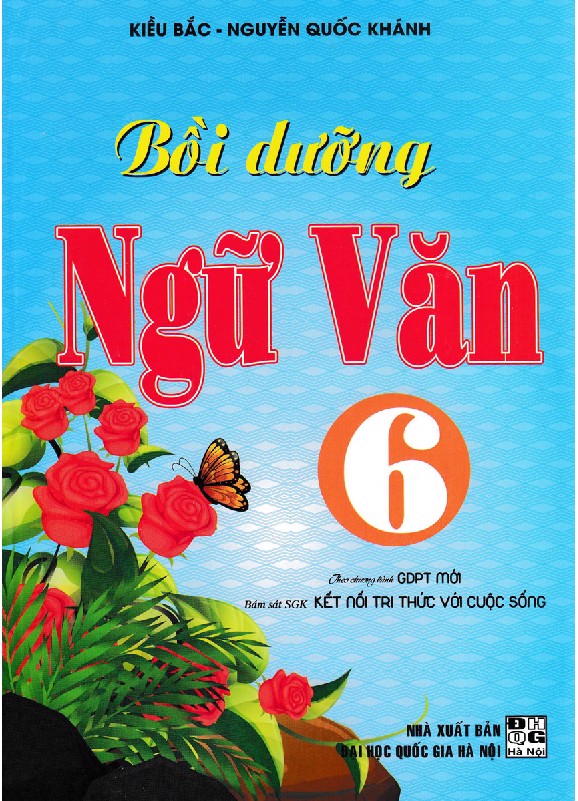 KIỀU BẮC - NGUYỄN QUỐC KHÁNH
Bồi dưỡng
Ngữ Văn
6
Theo chương trình GDPT MỚI
Bám sát SGK KẾT NỐI TRI THỨC VỚI CUỘC SỐNG
NHÀ XUẤT BẢN
ĐẠI HỌC QUỐC GIA HÀ NỘI
ĐH
QG
Hà Nội